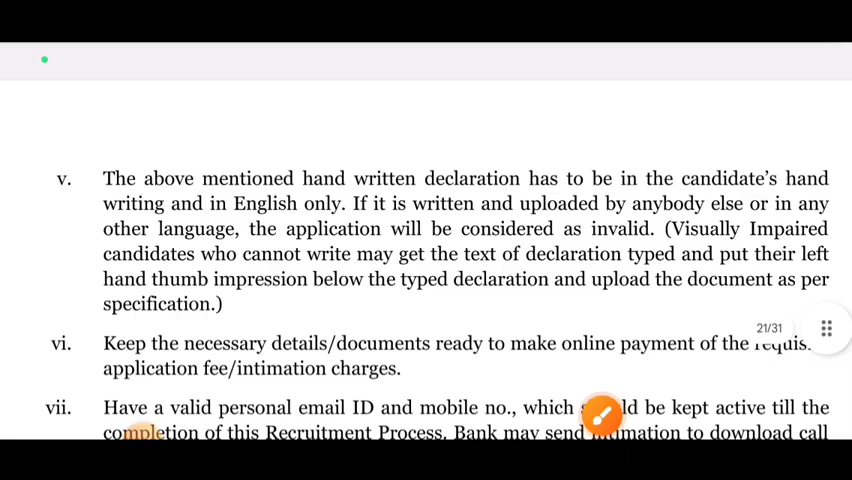 v. The above mentioned hand written declaration has to be in the candidate's hand
writing and in English only. If it is written and uploaded by anybody else or in any
other language, the application will be considered as invalid. (Visually Impaired
candidates who cannot write may get the text of declaration typed and put their left
hand thumb impression below the typed declaration and upload the document as per
specification.)
21/31
vi. Keep the necessary details/documents ready to make online payment of the
application fee/intimation charges.
vii. Have a valid personal email ID and mobile no., which be kept active till the
completion of this Recruitment Process. Bank may send to download call